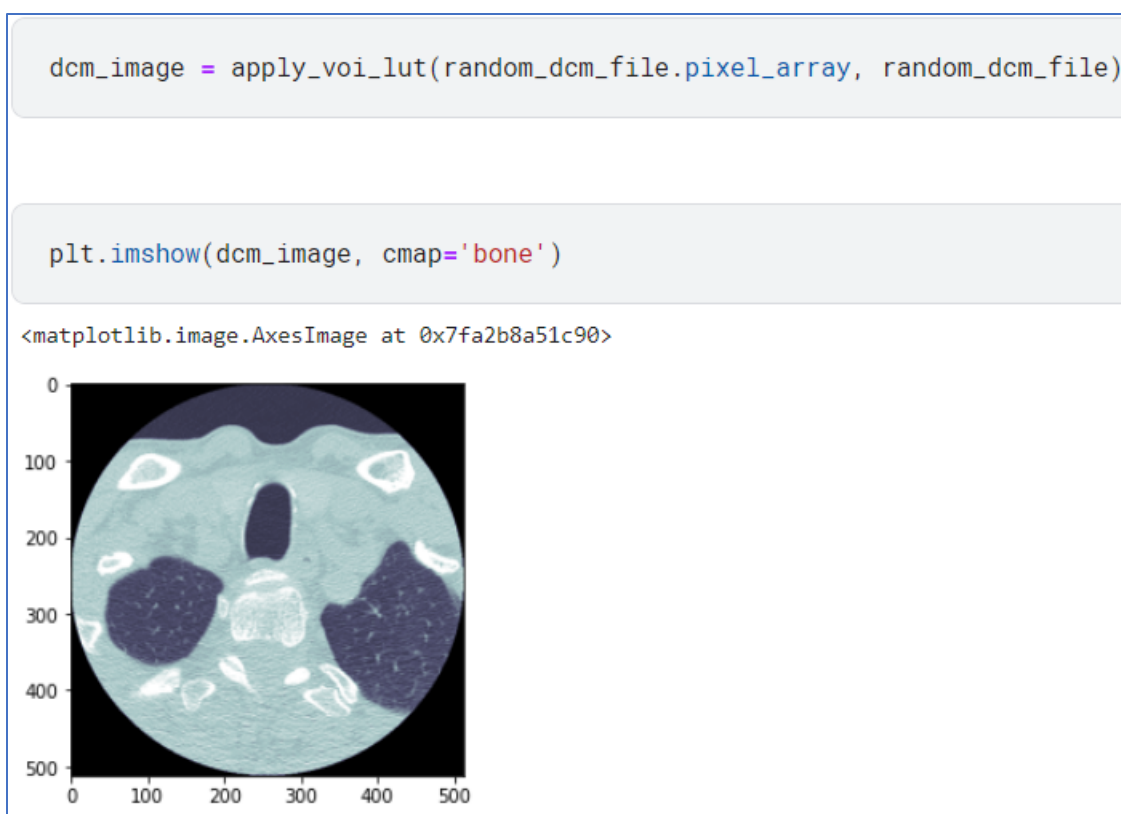 dcm_image = apply_voi_lut(random_dcm_file.pixel_array, random_dcm_file)
plt.imshow(dcm_image, cmap='bone')
<matplotlib.image.AxesImage at 0x7fa2b8a51c90>
0
100
200
300
400
500
0 100 200 300 400 500